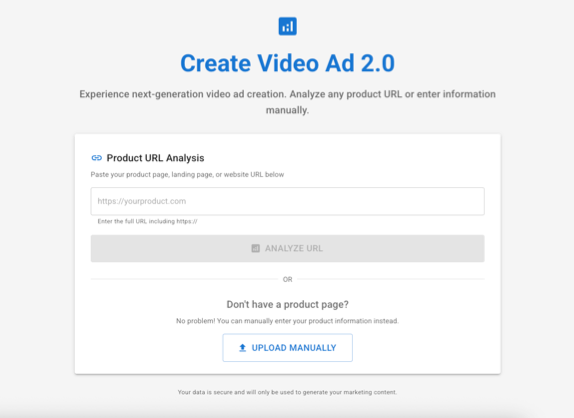 Create Video Ad 2.0
Experience next-generation video ad creation. Analyze any product URL or enter information
manually.
Product URL Analysis
Paste your product page, landing page, or website URL below
https://yourproduct.com
Enter the full URL including https://
ANALYZE URL
OR
Don't have a product page?
No problem! You can manually enter your product information instead.
UPLOAD MANUALLY
Your data is secure and will only be used to generate your marketing content.